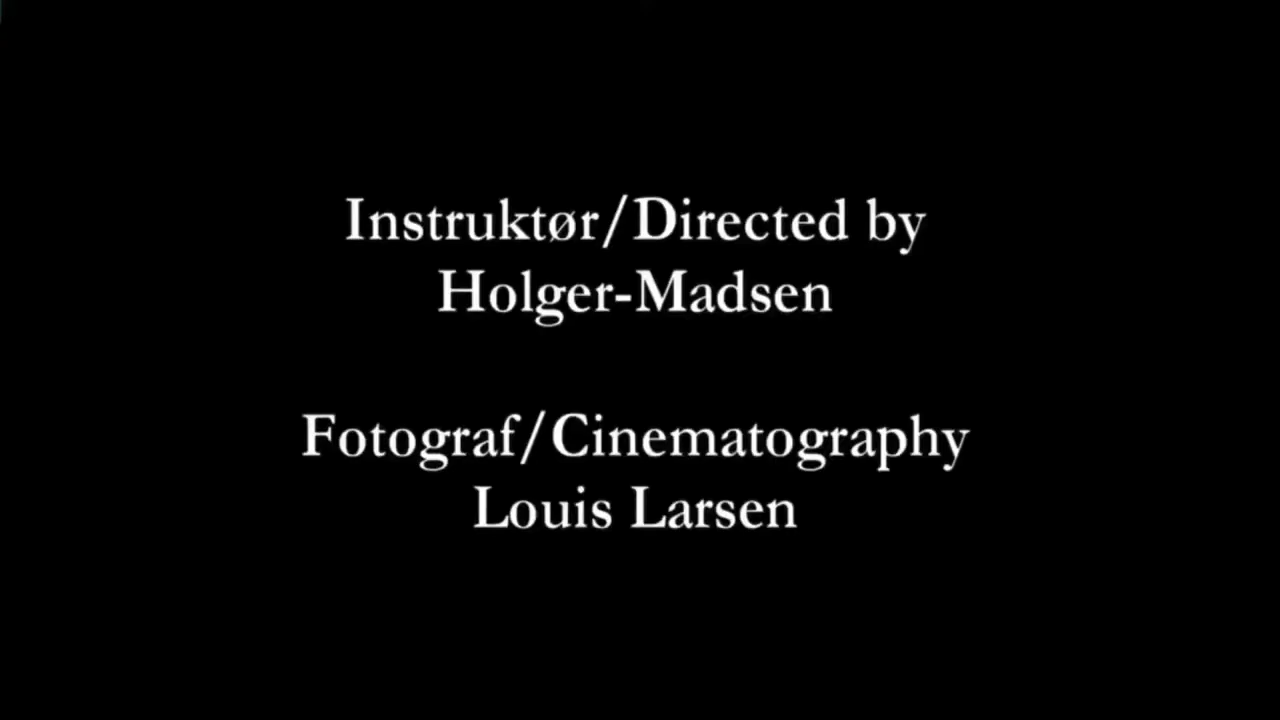 Instruktør/Directed by
Holger-Madsen
Fotograf/Cinematography
Louis Larsen